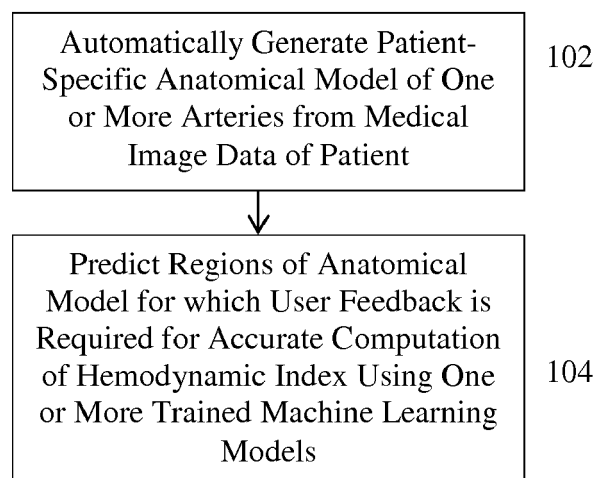 Automatically Generate Patient-
Specific Anatomical Model of One
or More Arteries from Medical
Image Data of Patient
102
Predict Regions of Anatomical
Model for which User Feedback is
Required for Accurate Computation
of Hemodynamic Index Using One
or More Trained Machine Learning
Models
104